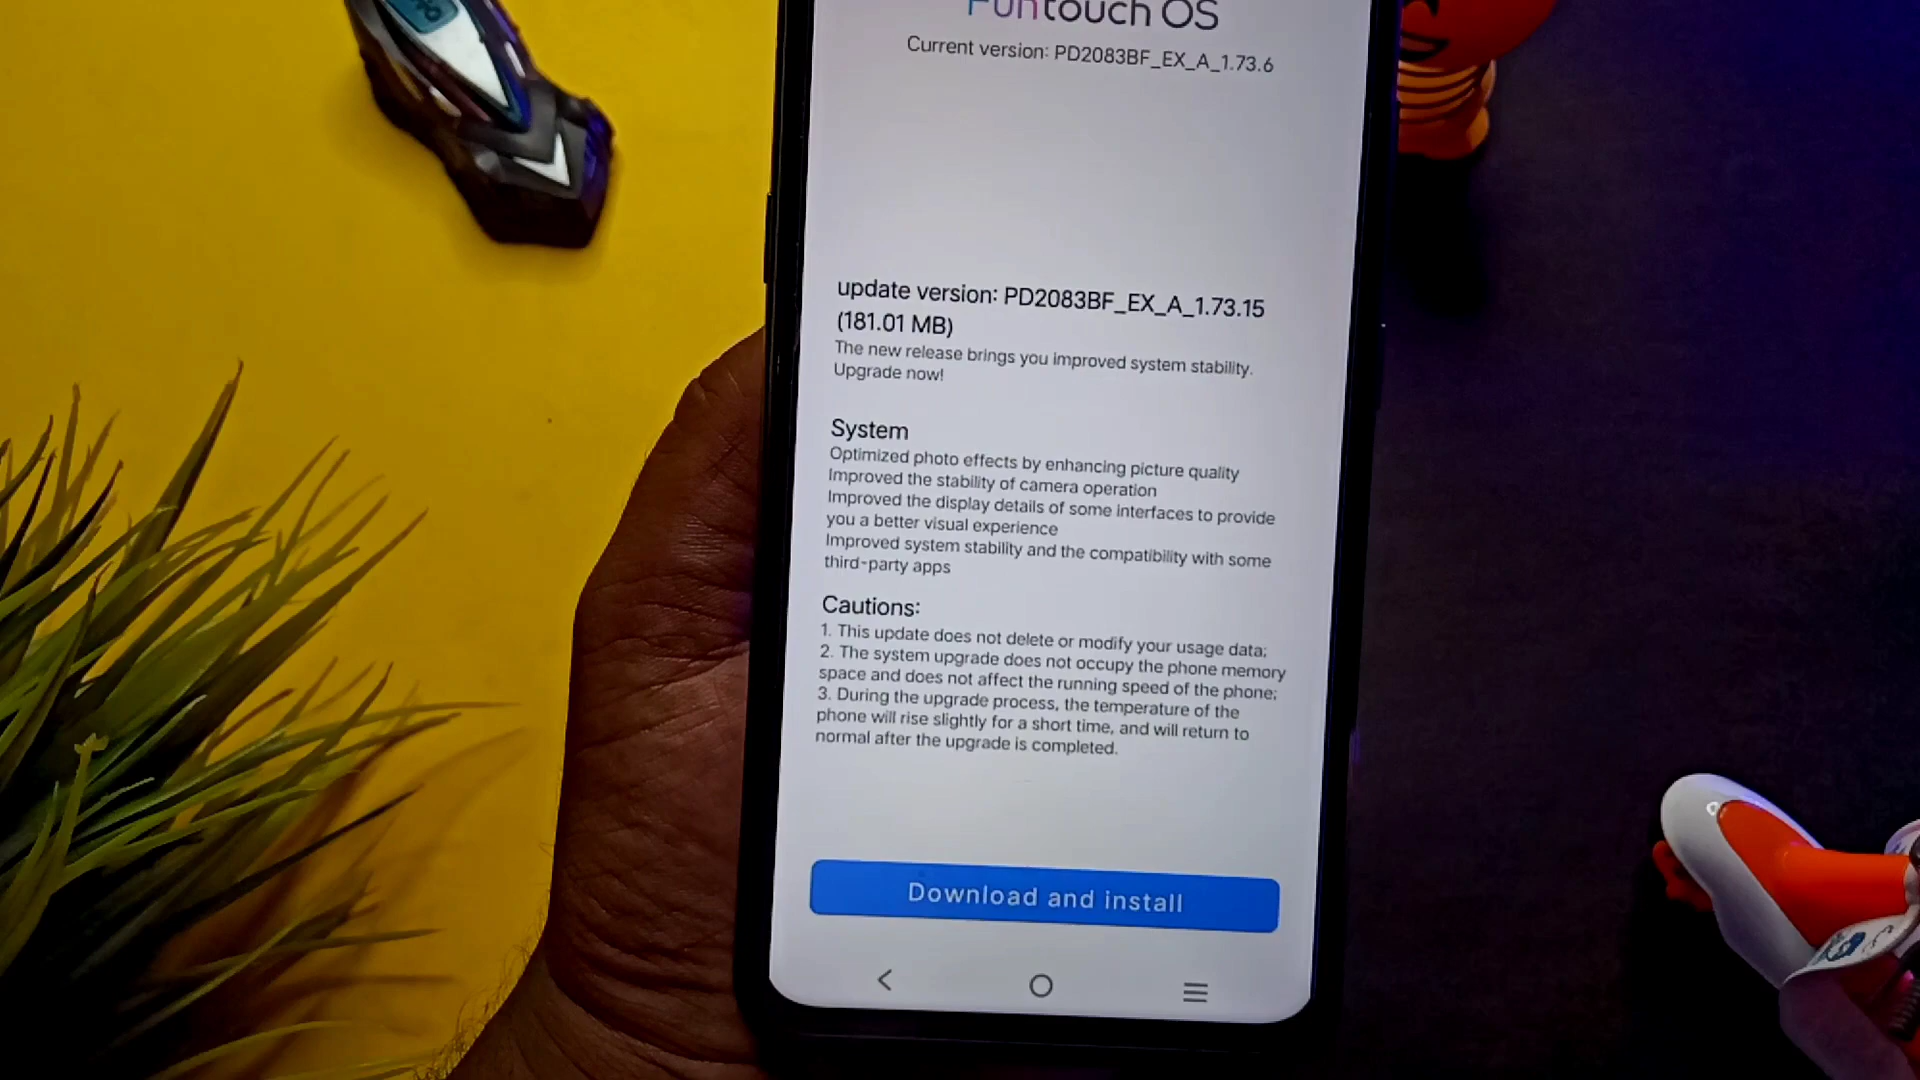 Funtouch OS
Current version: PD2083BF_EX_A_1.73.6
update version: PD2083BF_EX_A_1.73.15
(181.01 MB)
The new release brings you improved system stability.
Upgrade now!
System
Optimized photo effects by enhancing picture quality
Improved the stability of camera operation
Improved the display details of some interfaces to provide
you a better visual experience
Improved system stability and the compatibility with some
third-party apps
Cautions:
1. This update does not delete or modify your usage data;
2. The system upgrade does not occupy the phone memory
space and does not affect the running speed of the phone;
3. During the upgrade process, the temperature of the
phone will rise slightly for a short time, and will return to
normal after the upgrade is completed.
Download and install